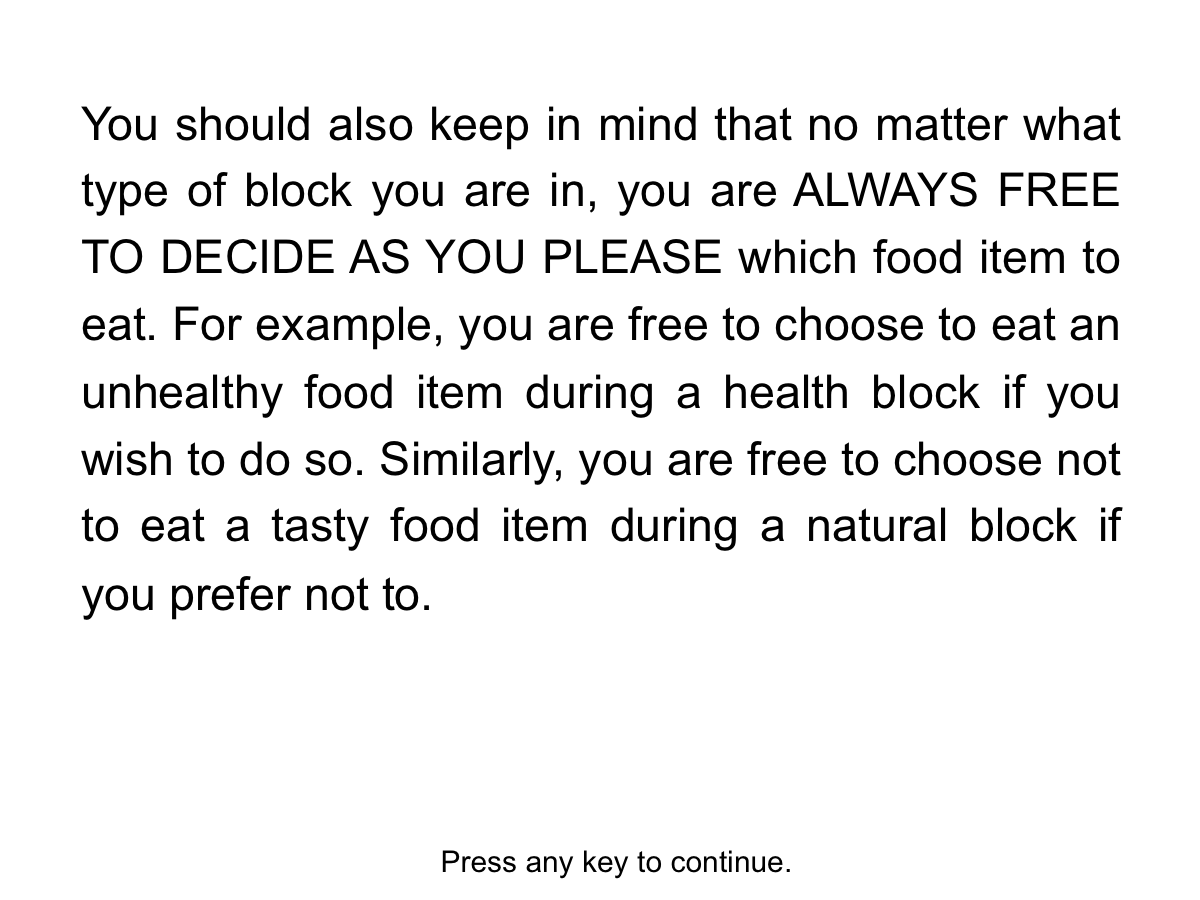 You should also keep in mind that no matter what
type of block you are in, you are ALWAYS FREE
TO DECIDE AS YOU PLEASE which food item to
eat. For example, you are free to choose to eat an
unhealthy food item during a health block if you
wish to do so. Similarly, you are free to choose not
to eat a tasty food item during a natural block if
you prefer not to.
Press any key to continue.